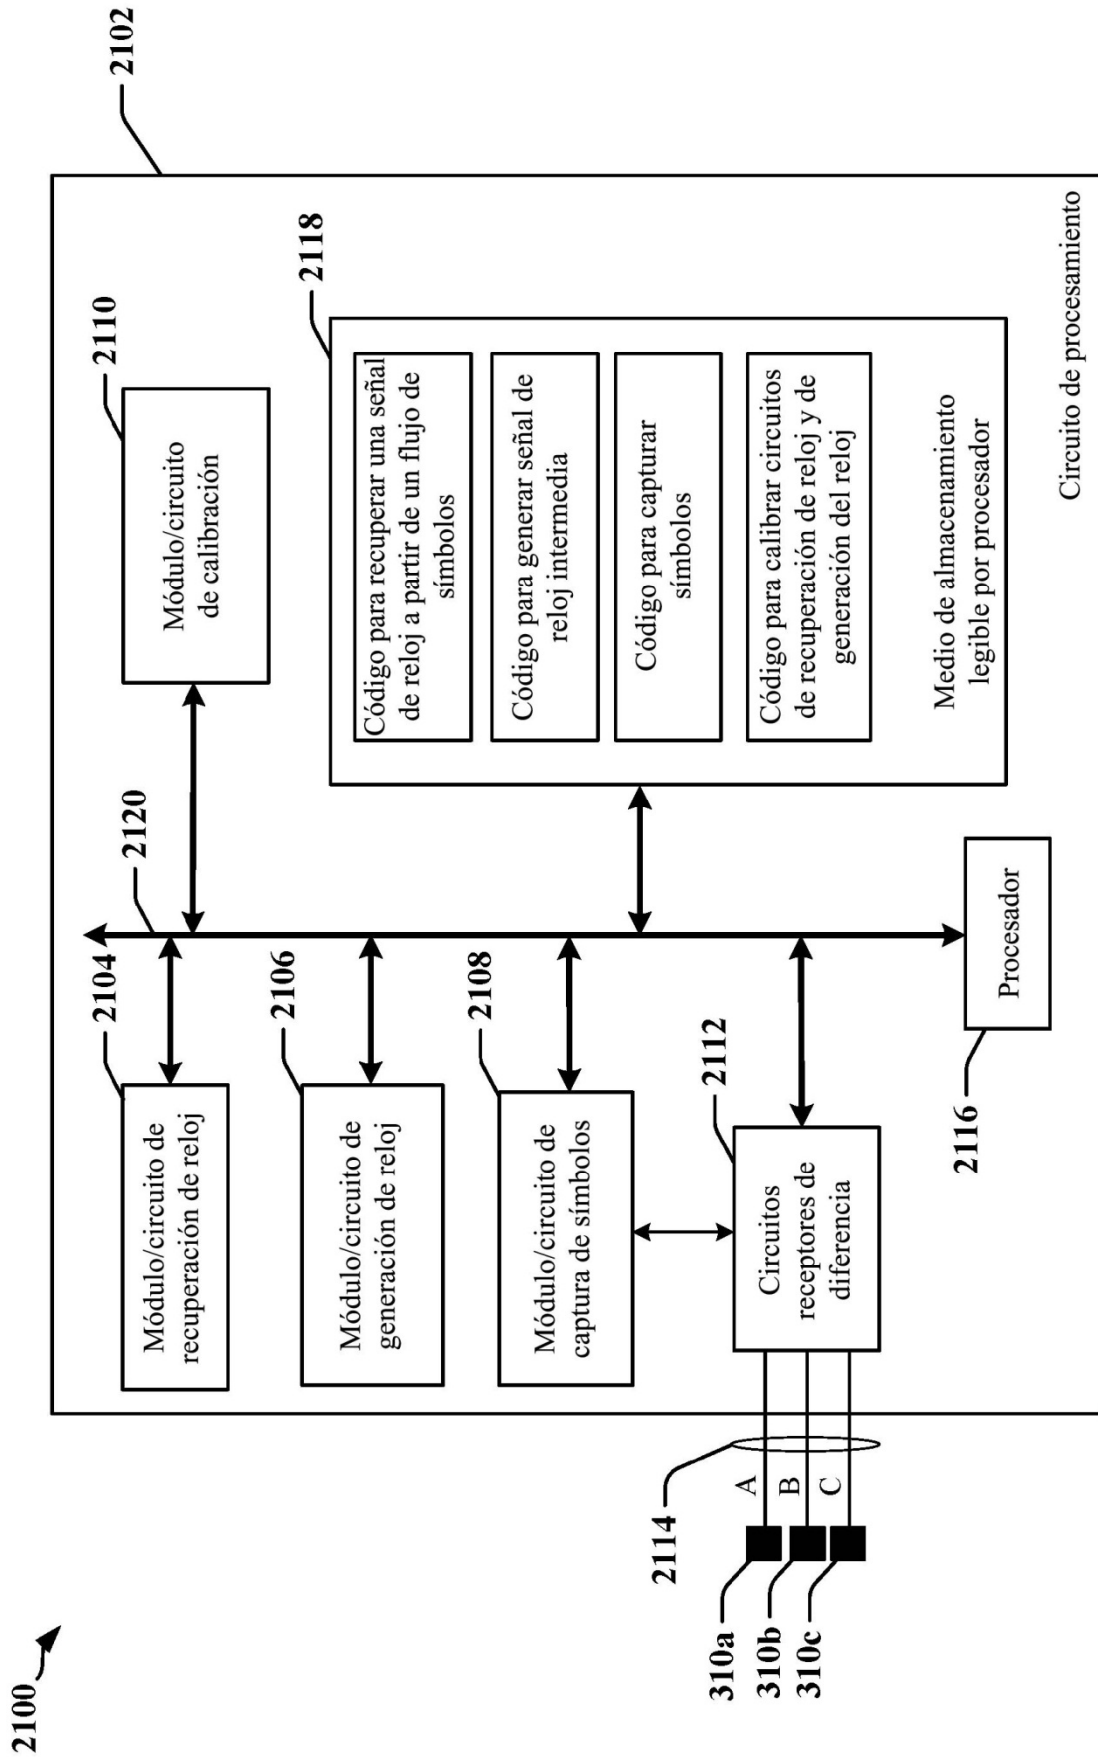 2100
2102
2104
Módulo/circuito de
recuperación de reloj
2120
2110
Módulo/circuito
de calibración
2106
Módulo/circuito de
generación de reloj
2118
Código para recuperar una señal
de reloj a partir de un flujo de
símbolos
Código para generar señal de
reloj intermedia
Código para capturar
símbolos
Código para calibrar circuitos
de recuperación de reloj y de
generación del reloj
Medio de almacenamiento
legible por procesador
2108
Módulo/circuito de
captura de símbolos
2112
Circuitos
receptores de
diferencia
2114
A
B
C
310a
310b
310c
2116
Procesador
Circuito de procesamiento